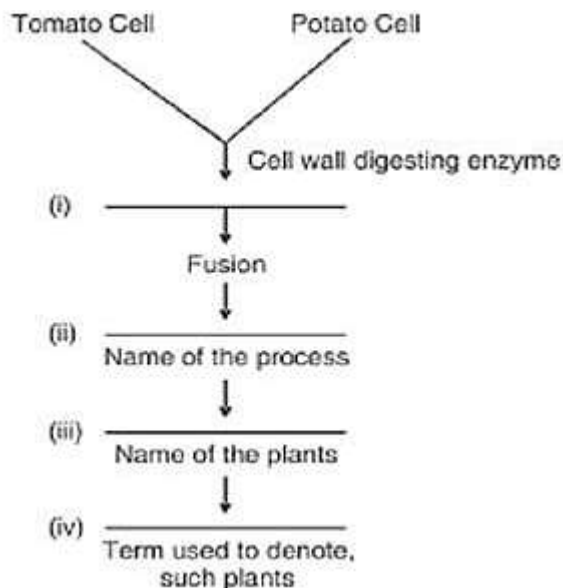 Tomato Cell Potato Cell
Cell wall digesting enzyme
(i)
Fusion
(ii)
Name of the process
(iii)
Name of the plants
(iv)
Term used to denote,
such plants